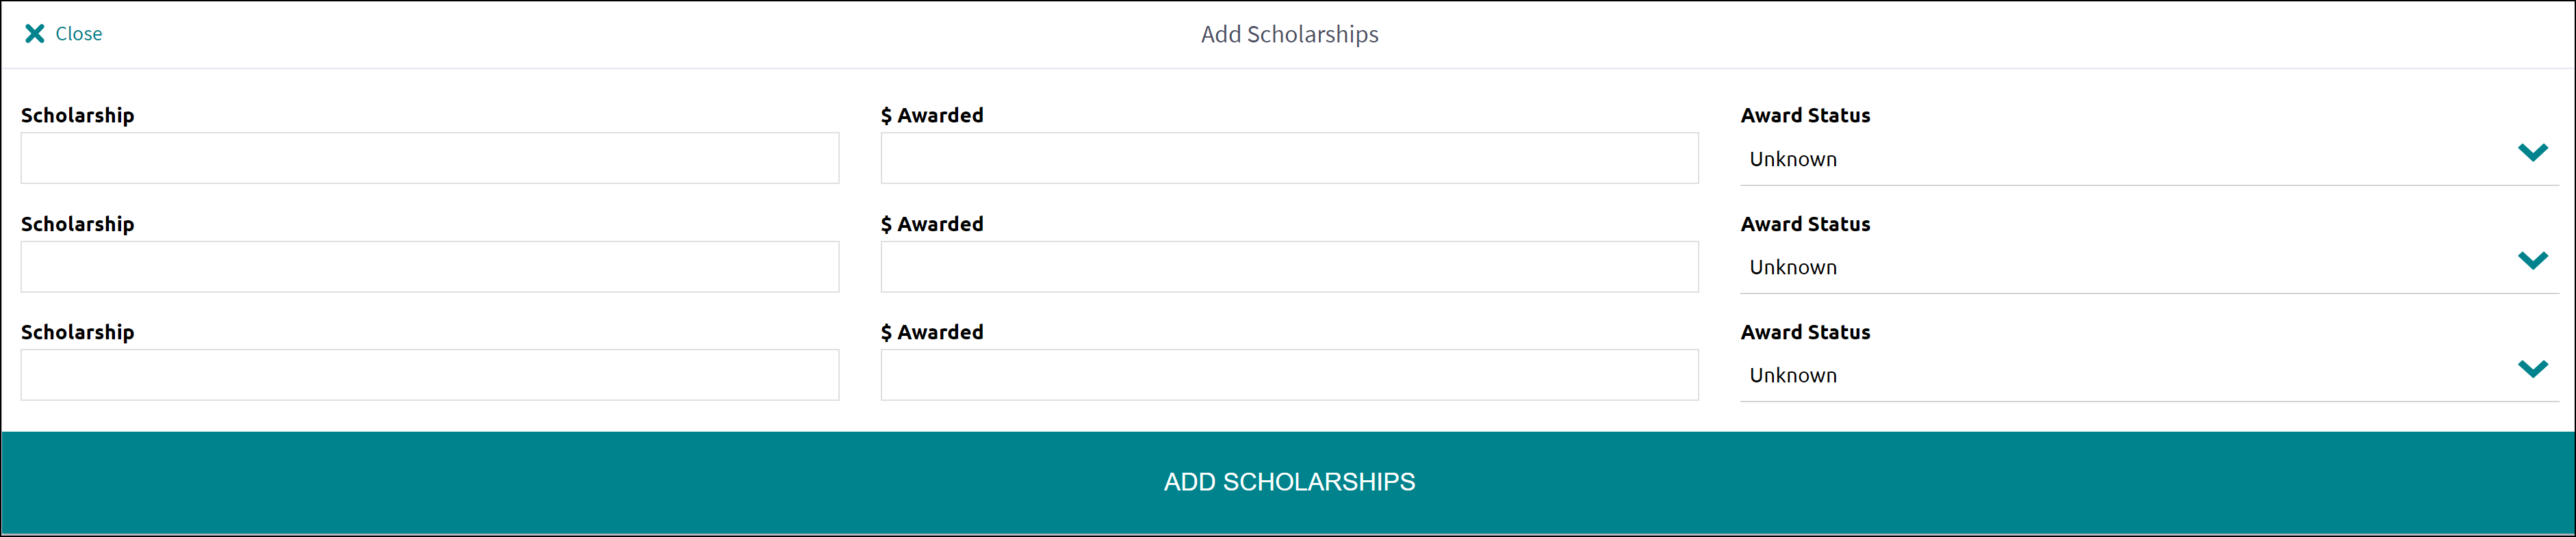 Close
Add Scholarships
Scholarship $ Awarded Award Status
Unknown
Scholarship $ Awarded Award Status
Unknown
Scholarship $ Awarded Award Status
Unknown
ADD SCHOLARSHIPS